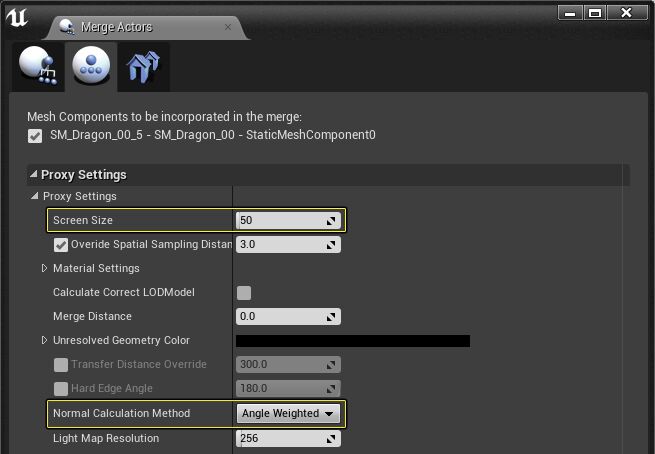 Merge Actors
Mesh Components to be incorporated in the merge:
SM_Dragon_00_5 - SM_Dragon_00 - StaticMeshComponent0
Proxy Settings
Proxy Settings
Screen Size 50
Overide Spatial Sampling Distan 3.0
Material Settings
Calculate Correct LODModel
Merge Distance 0.0
Unresolved Geometry Color
Transfer Distance Override 300.0
Hard Edge Angle 180.0
Normal Calculation Method Angle Weighted
Light Map Resolution 256